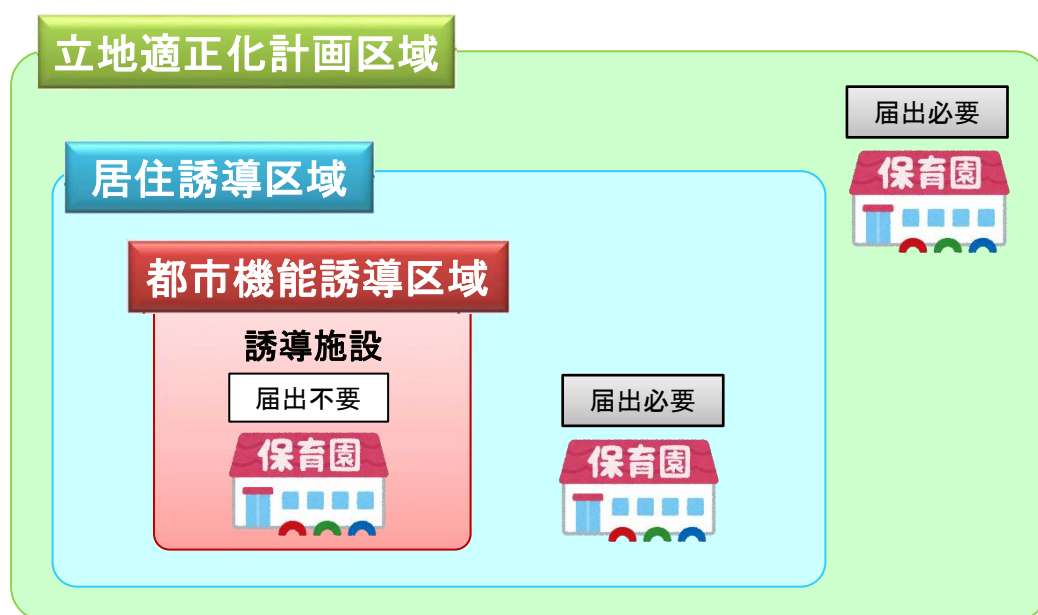 立地適正化計画区域
届出必要
保育園
居住誘導区域
都市機能誘導区域
誘導施設
届出不要
保育園
届出必要
保育園